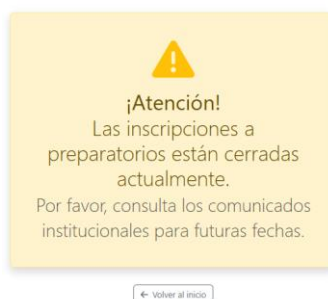 ¡Atención!
Las inscripciones a
preparatorios están cerradas
actualmente.
Por favor, consulta los comunicados
institucionales para futuras fechas.
← Volver al inicio